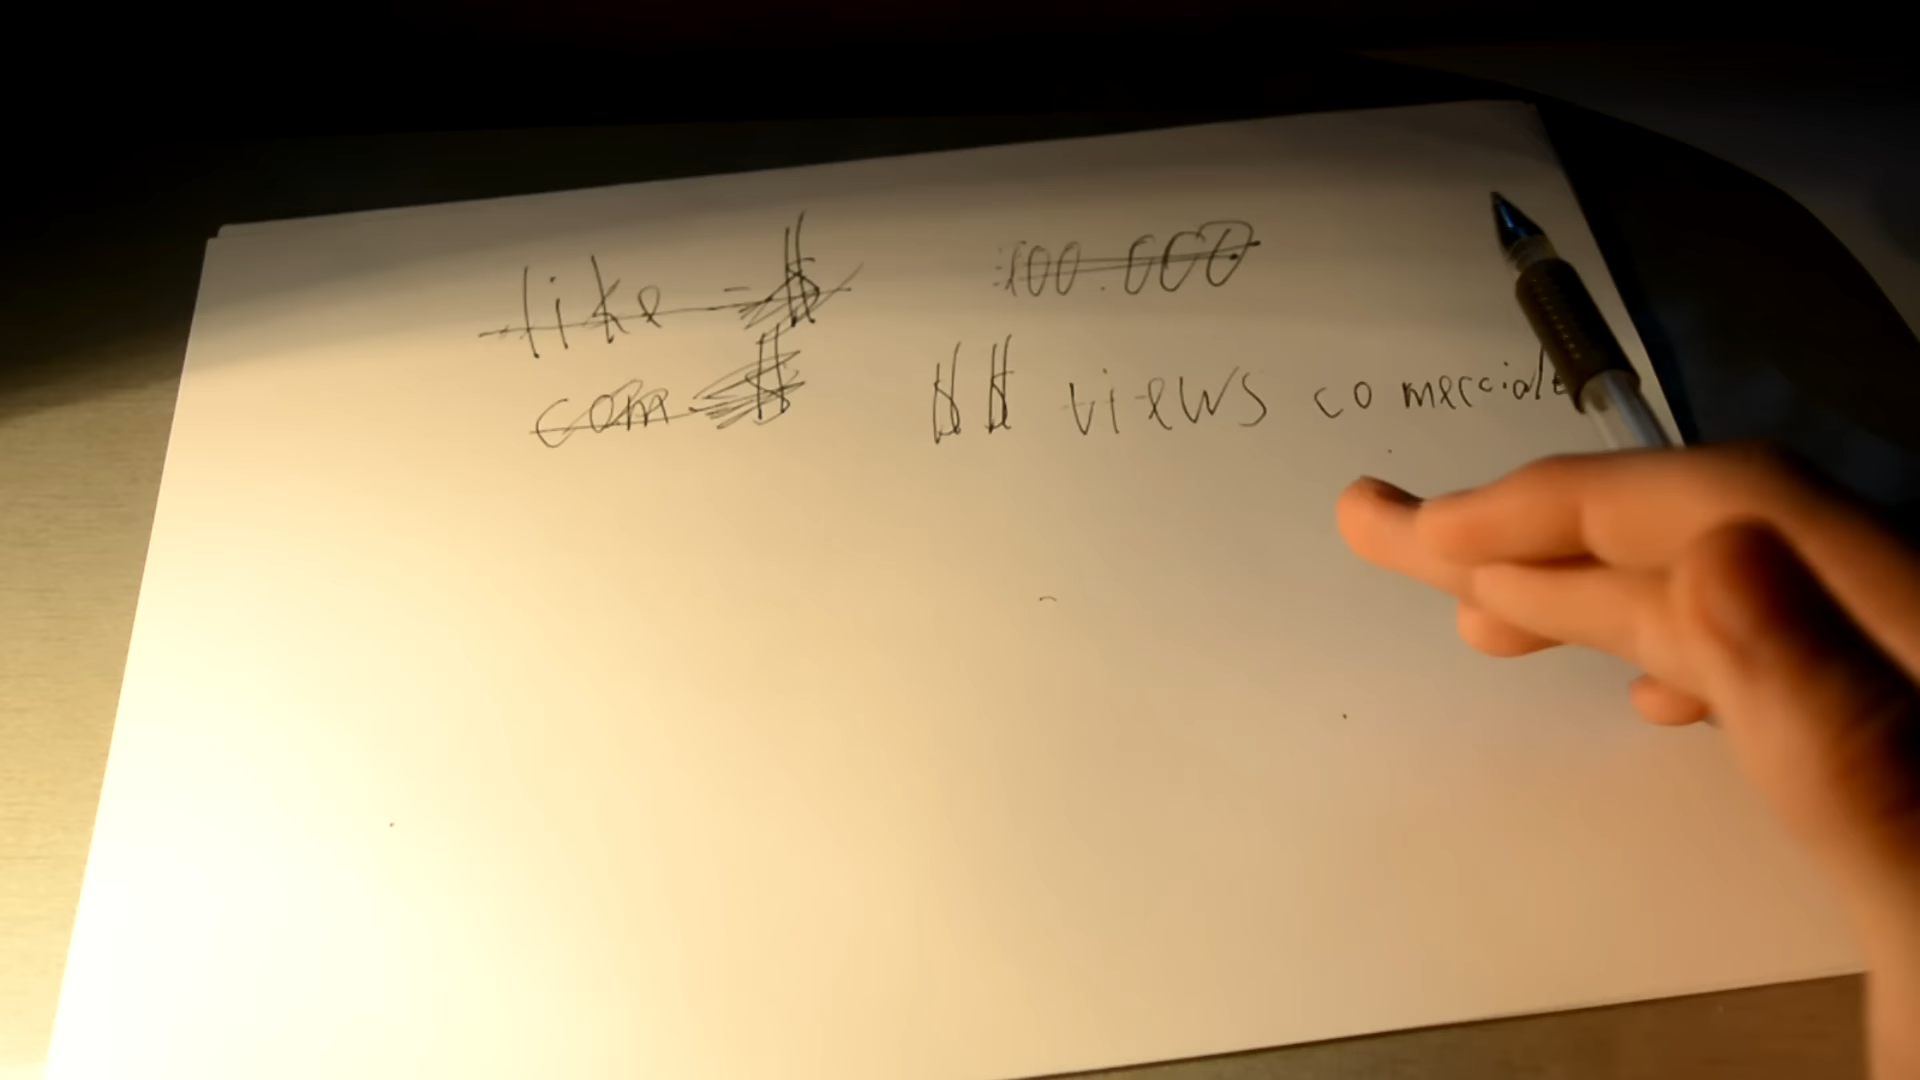 like = $ 100.000
com = $ $$ views comerciale